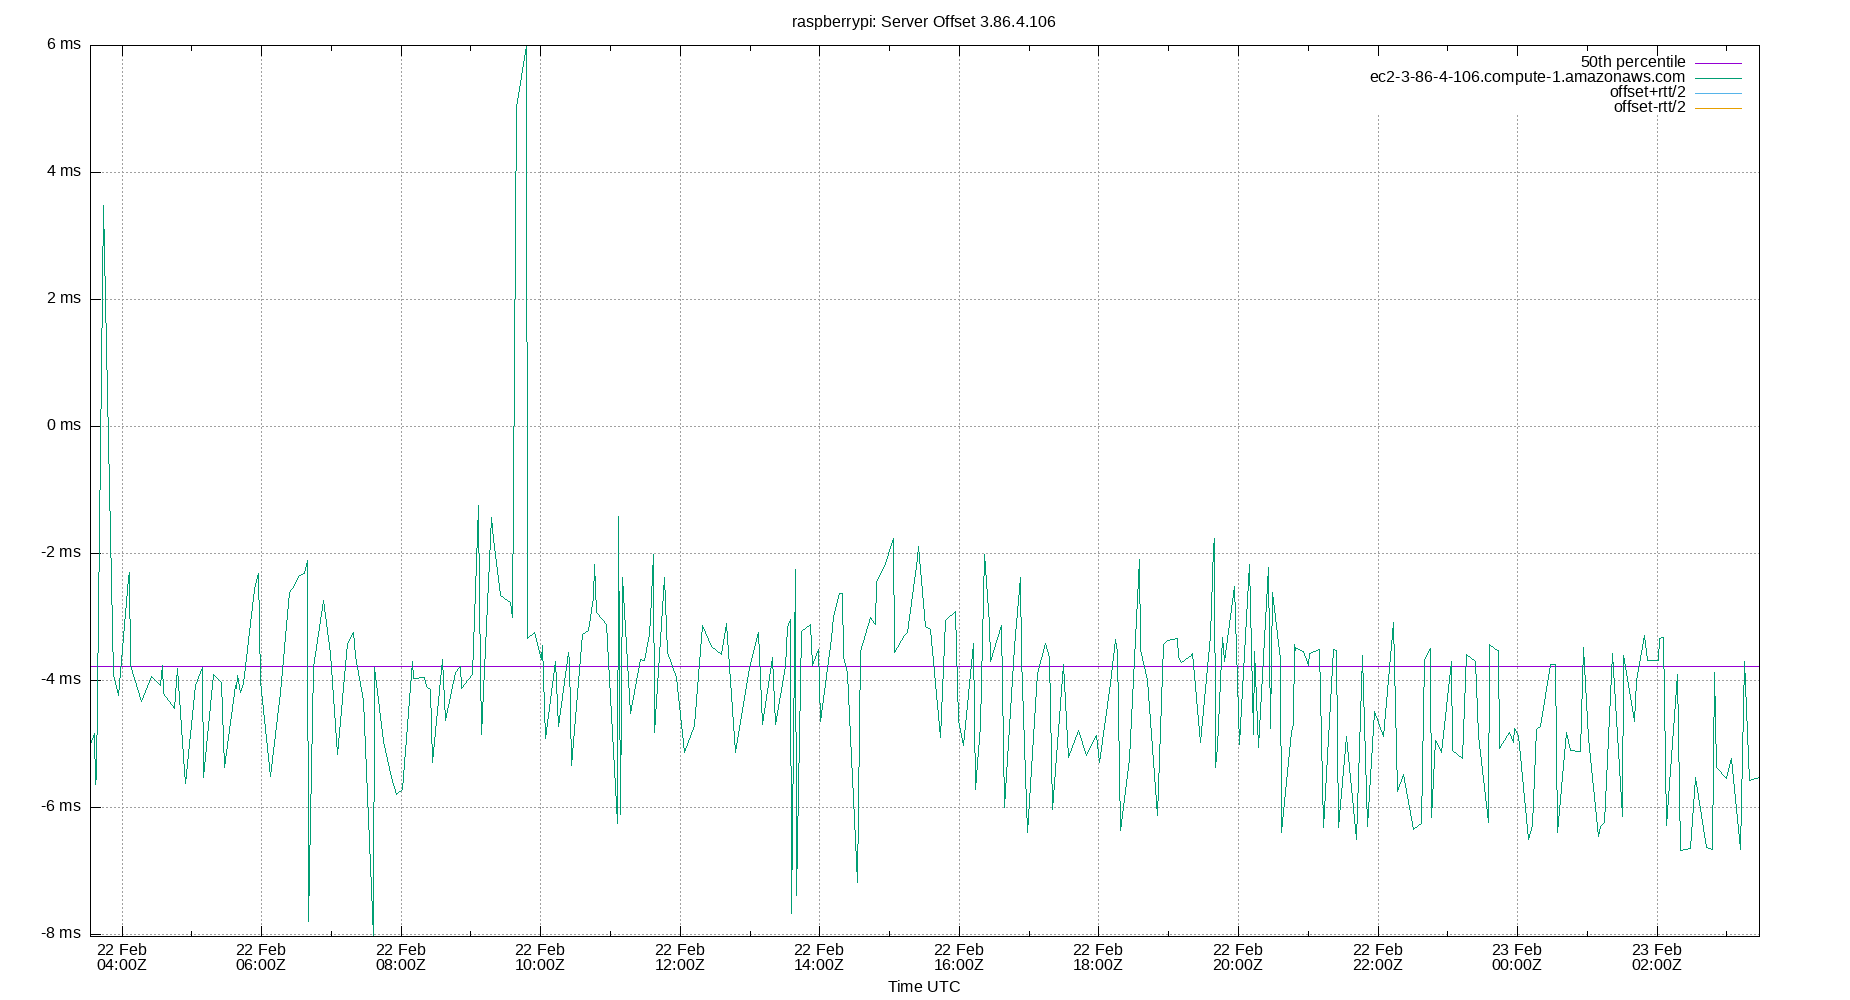 raspberrypi: Server Offset 3.86.4.106
6 ms
4 ms
2 ms
0 ms
-2 ms
-4 ms
-6 ms
-8 ms
50th percentile
ec2-3-86-4-106.compute-1.amazonaws.com
offset+rtt/2
offset-rtt/2
22 Feb 22 Feb 22 Feb 22 Feb 22 Feb 22 Feb 22 Feb 22 Feb 22 Feb 22 Feb 23 Feb 23 Feb
04:00Z 06:00Z 08:00Z 10:00Z 12:00Z 14:00Z 16:00Z 18:00Z 20:00Z 22:00Z 00:00Z 02:00Z
Time UTC